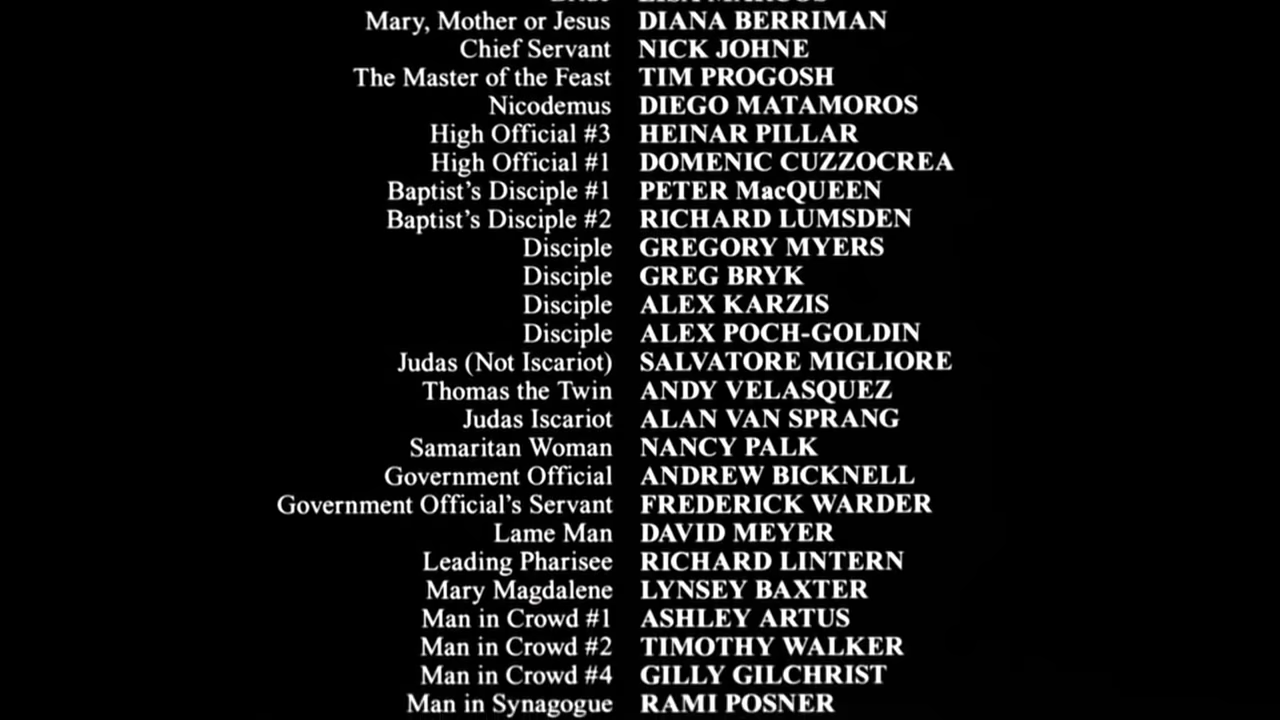 Mary, Mother or Jesus DIANA BERRIMAN
Chief Servant NICK JOHNE
The Master of the Feast TIM PROGOSH
Nicodemus DIEGO MATAMOROS
High Official #3 HEINAR PILLAR
High Official #1 DOMENIC CUZZOCREA
Baptist's Disciple #1 PETER MacQUEEN
Baptist's Disciple #2 RICHARD LUMSDEN
Disciple GREGORY MYERS
Disciple GREG BRYK
Disciple ALEX KARZIS
Disciple ALEX POCH-GOLDIN
Judas (Not Iscariot) SALVATORE MIGLIORE
Thomas the Twin ANDY VELASQUEZ
Judas Iscariot ALAN VAN SPRANG
Samaritan Woman NANCY PALK
Government Official ANDREW BICKNELL
Government Official's Servant FREDERICK WARDER
Lame Man DAVID MEYER
Leading Pharisee RICHARD LINTERN
Mary Magdalene LYNSEY BAXTER
Man in Crowd #1 ASHLEY ARTUS
Man in Crowd #2 TIMOTHY WALKER
Man in Crowd #4 GILLY GILCHRIST
Man in Synagogue RAMI POSNER